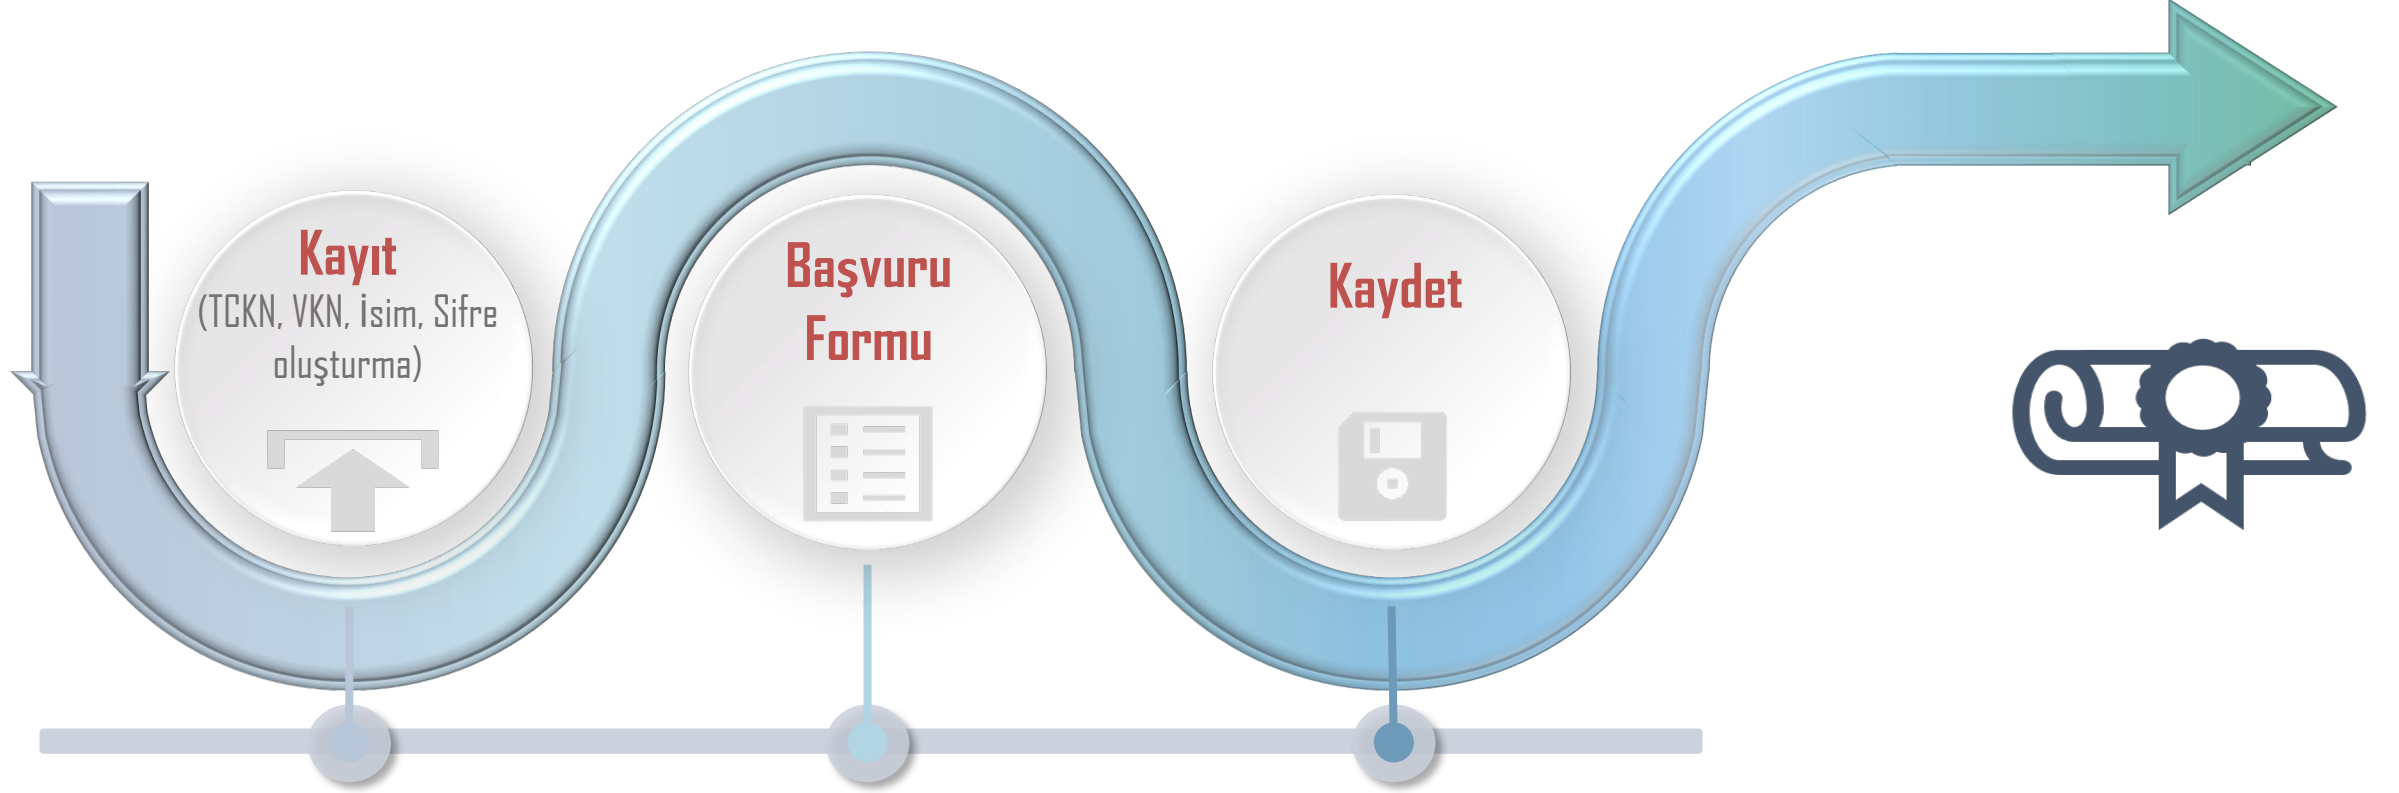 Kayıt
(TCKN, VKN, İsim, Sifre
oluşturma)
Başvuru
Formu
Kaydet